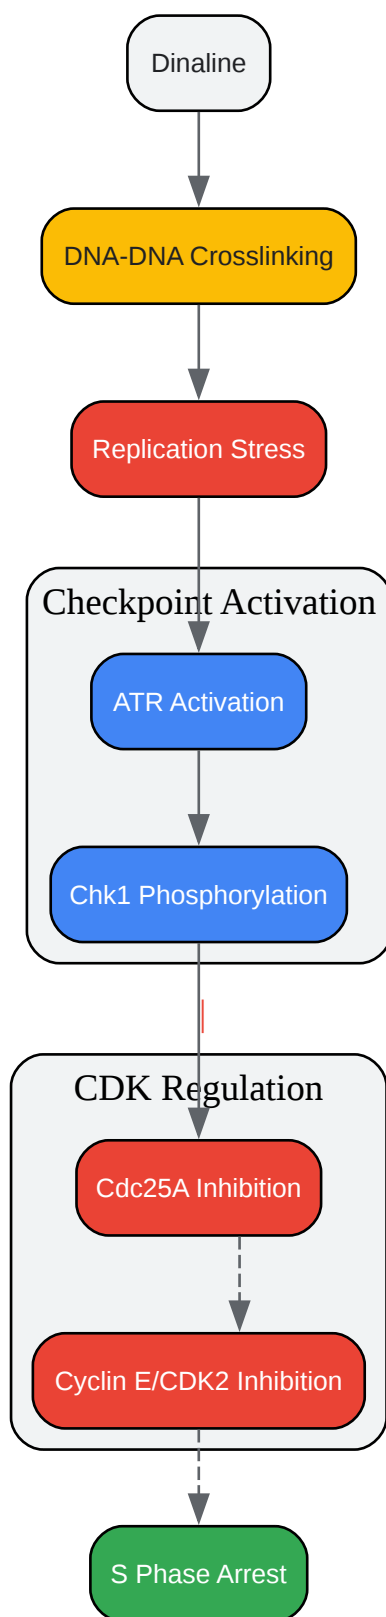 Dinaline
DNA-DNA Crosslinking
Replication Stress
Checkpoint Activation
ATR Activation
Chk1 Phosphorylation
|
CDK Regulation
Cdc25A Inhibition
Cyclin E/CDK2 Inhibition
S Phase Arrest